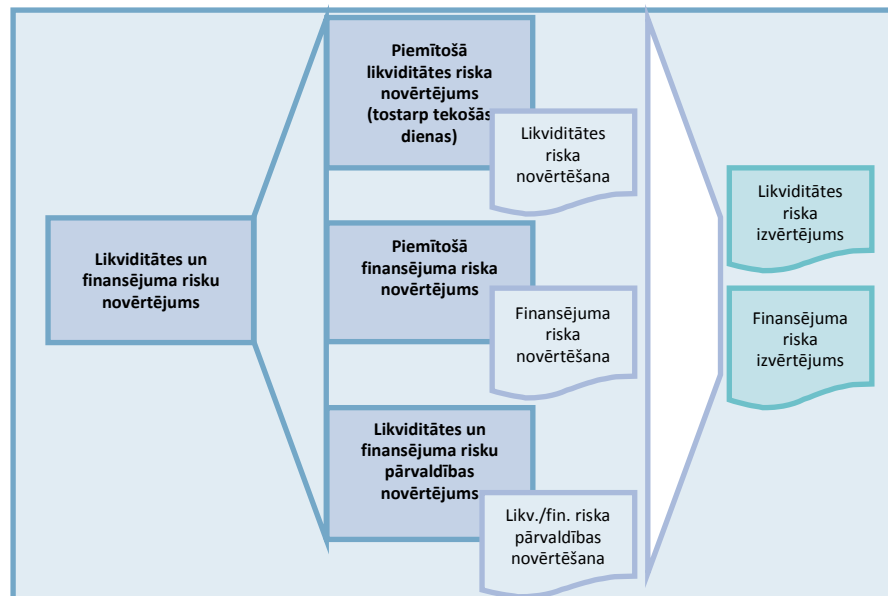 Likviditātes un
finansējuma risku
novērtējums
Piemītošā
likviditātes riska
novērtējums
(tostarp tekošās
dienas)
Likviditātes
riska
novērtēšana
Piemītošā
finansējuma riska
novērtējums
Finansējuma
riska
novērtēšana
Likviditātes un
finansējuma risku
pārvaldības
novērtējums
Likv./fin. riska
pārvaldības
novērtēšana
Likviditātes
riska
izvērtējums
Finansējuma
riska
izvērtējums